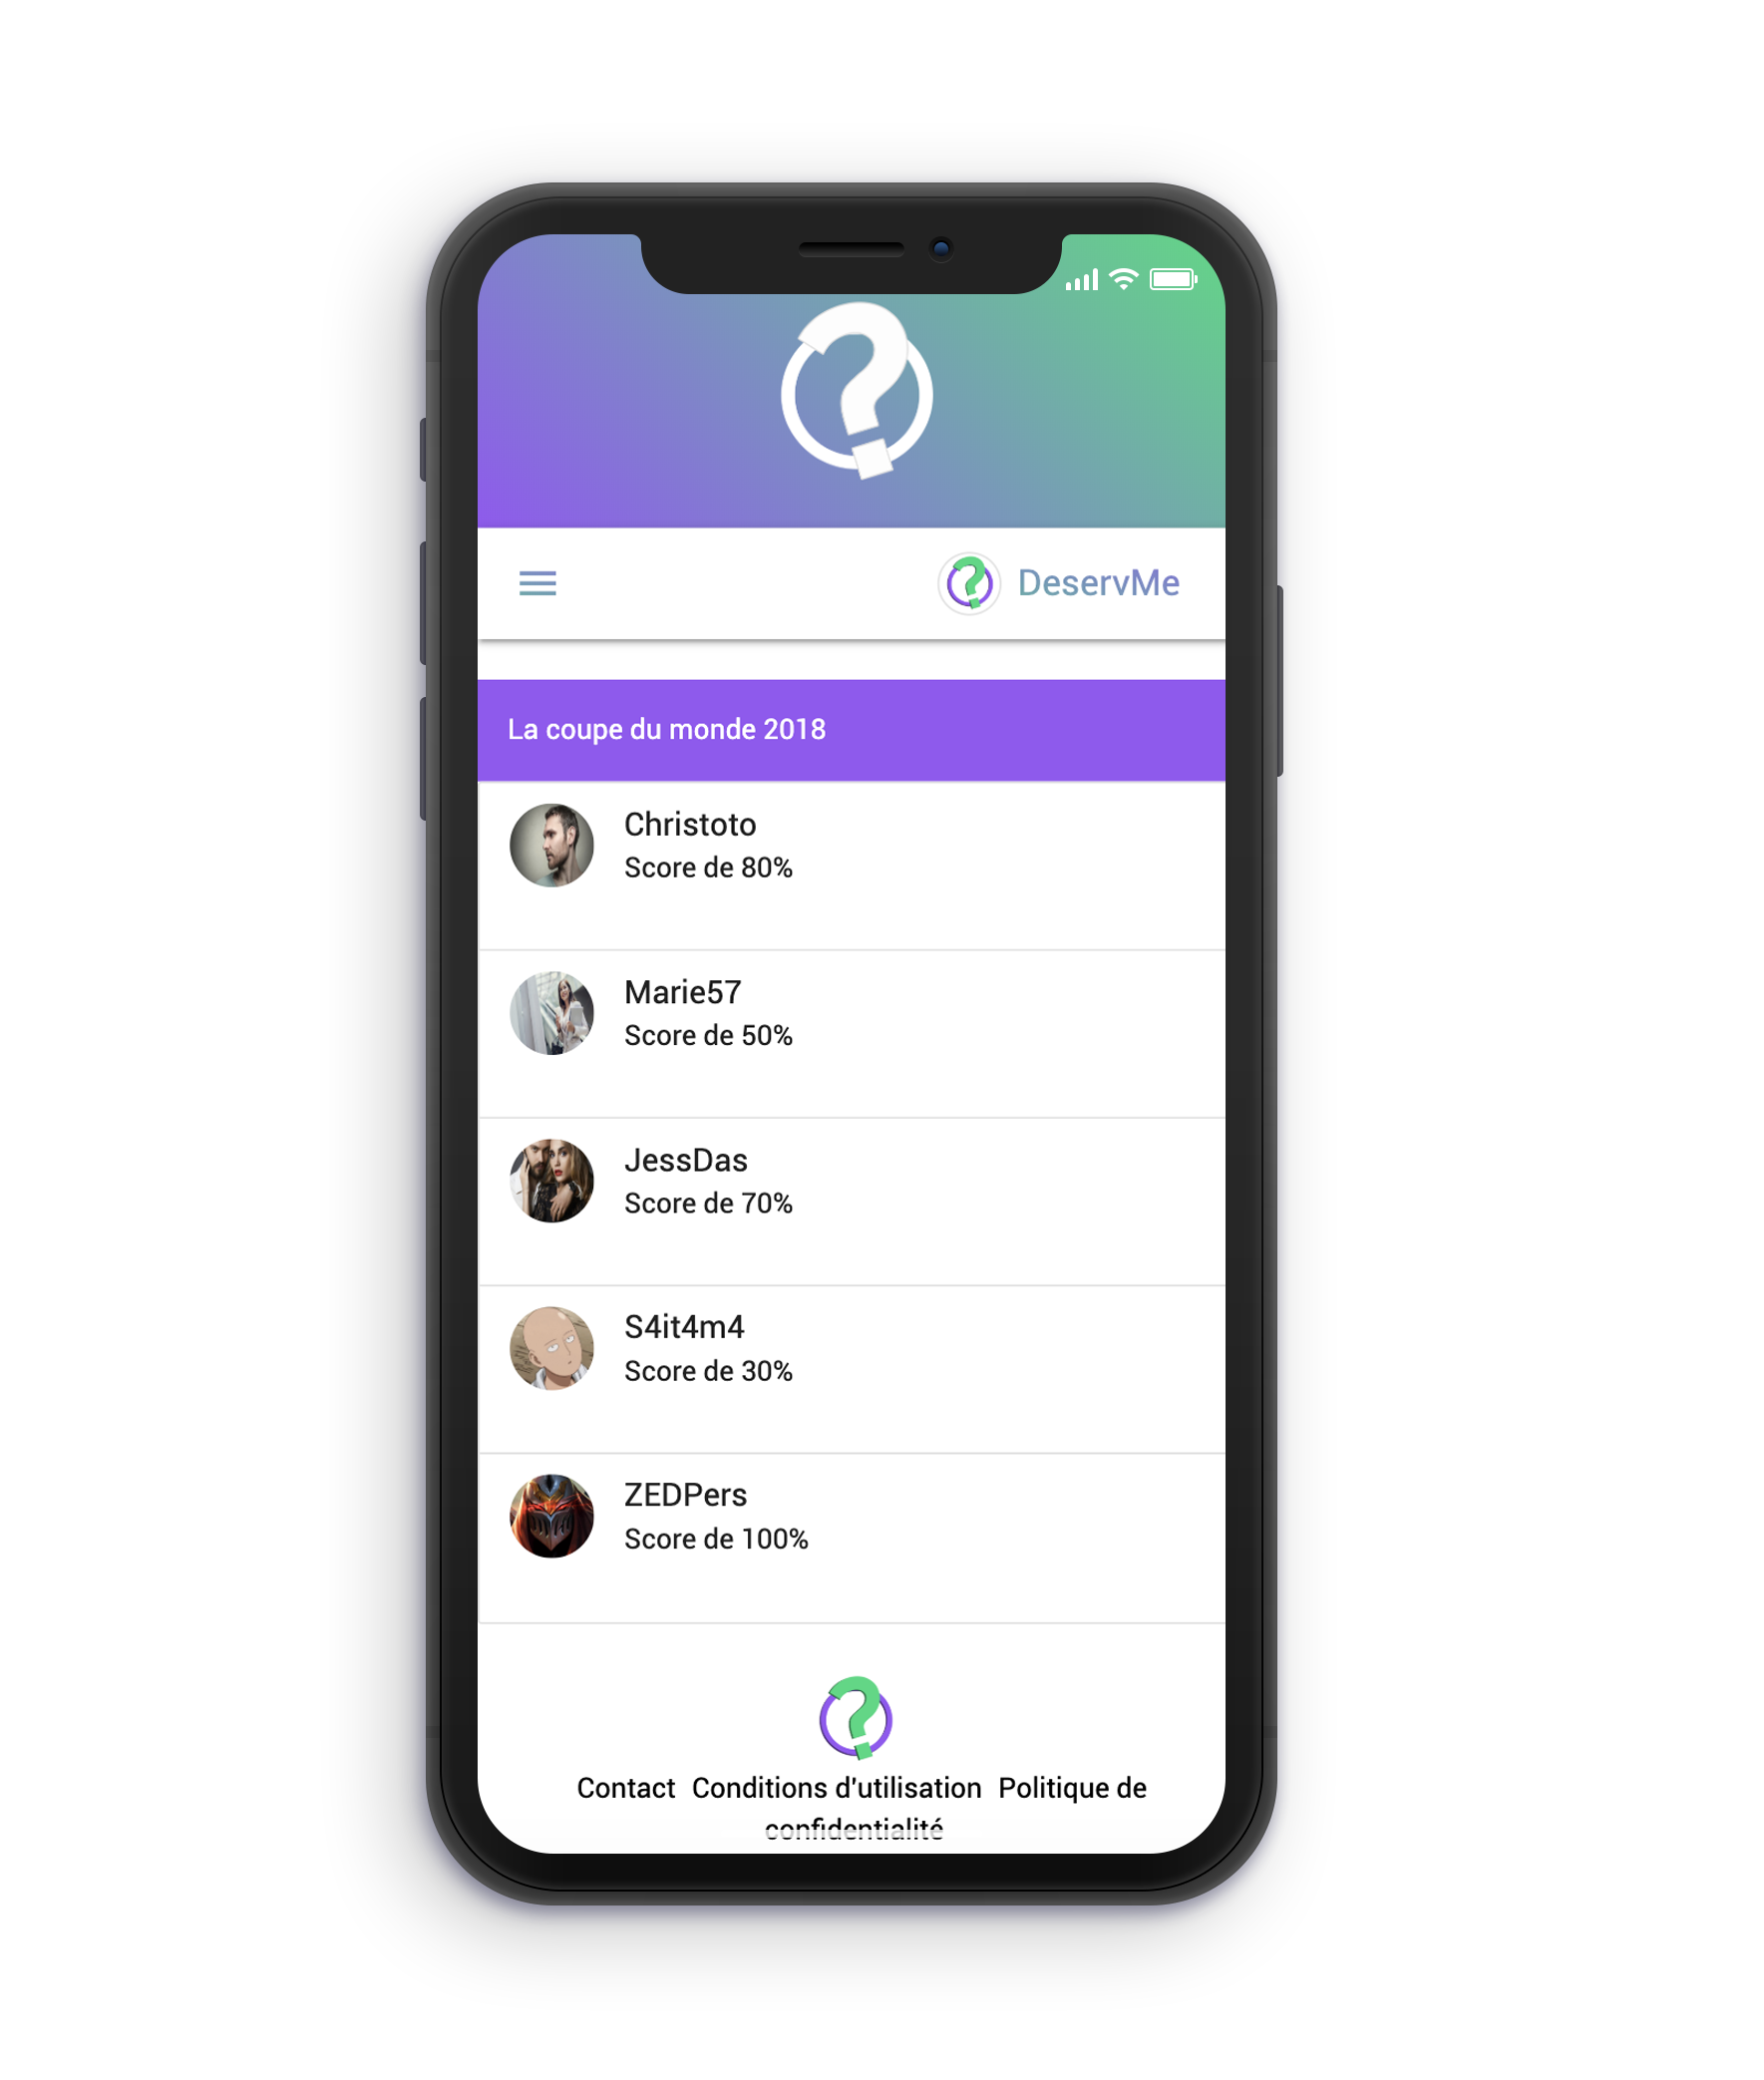 DeservMe
La coupe du monde 2018
Christoto
Score de 80%
Marie57
Score de 50%
JessDas
Score de 70%
S4it4m4
Score de 30%
ZEDPers
Score de 100%
Contact Conditions d'utilisation Politique de
confidentialité